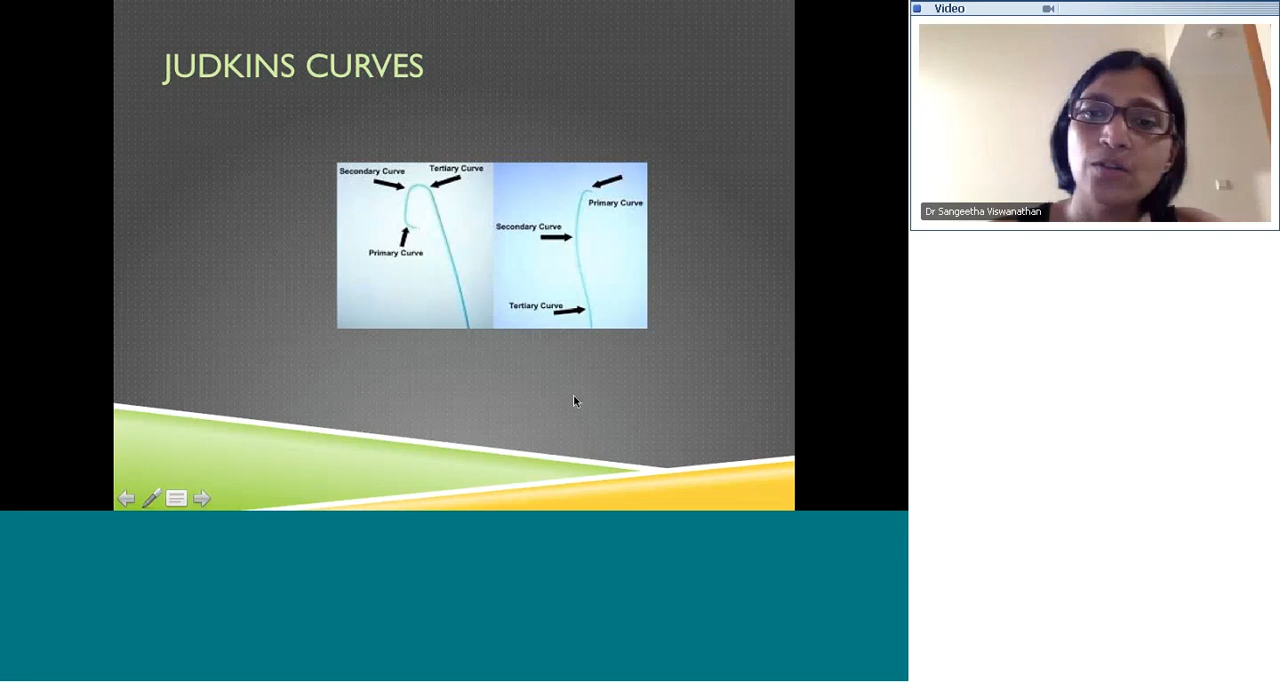 JUDKINS CURVES
Secondary Curve
Tertiary Curve
Primary Curve
Primary Curve
Secondary Curve
Tertiary Curve
Video
Dr Sangeetha Viswanathan